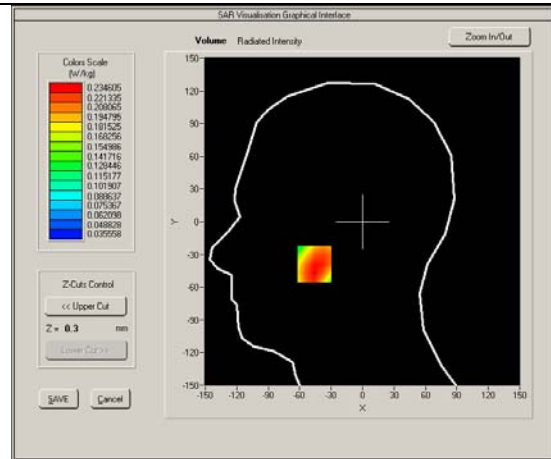 SAR Visualisation Graphical Interface
Volume Radiated Intensity
Zoom In/Out
Colors Scale
(W/kg)
0.234605
0.221335
0.208065
0.194795
0.181525
0.168256
0.154986
0.141716
0.128446
0.115177
0.101907
0.088637
0.075367
0.062098
0.048828
0.035558
Z-Cuts Control
<< Upper Cut
Z = 0.3 mm
Lower Cut >>
SAVE
Cancel
150
120
90
60
30
Y
0
-30
-60
-90
-120
-150
-150 -120 -90 -60 -30 0 30 60 90 120 150
X